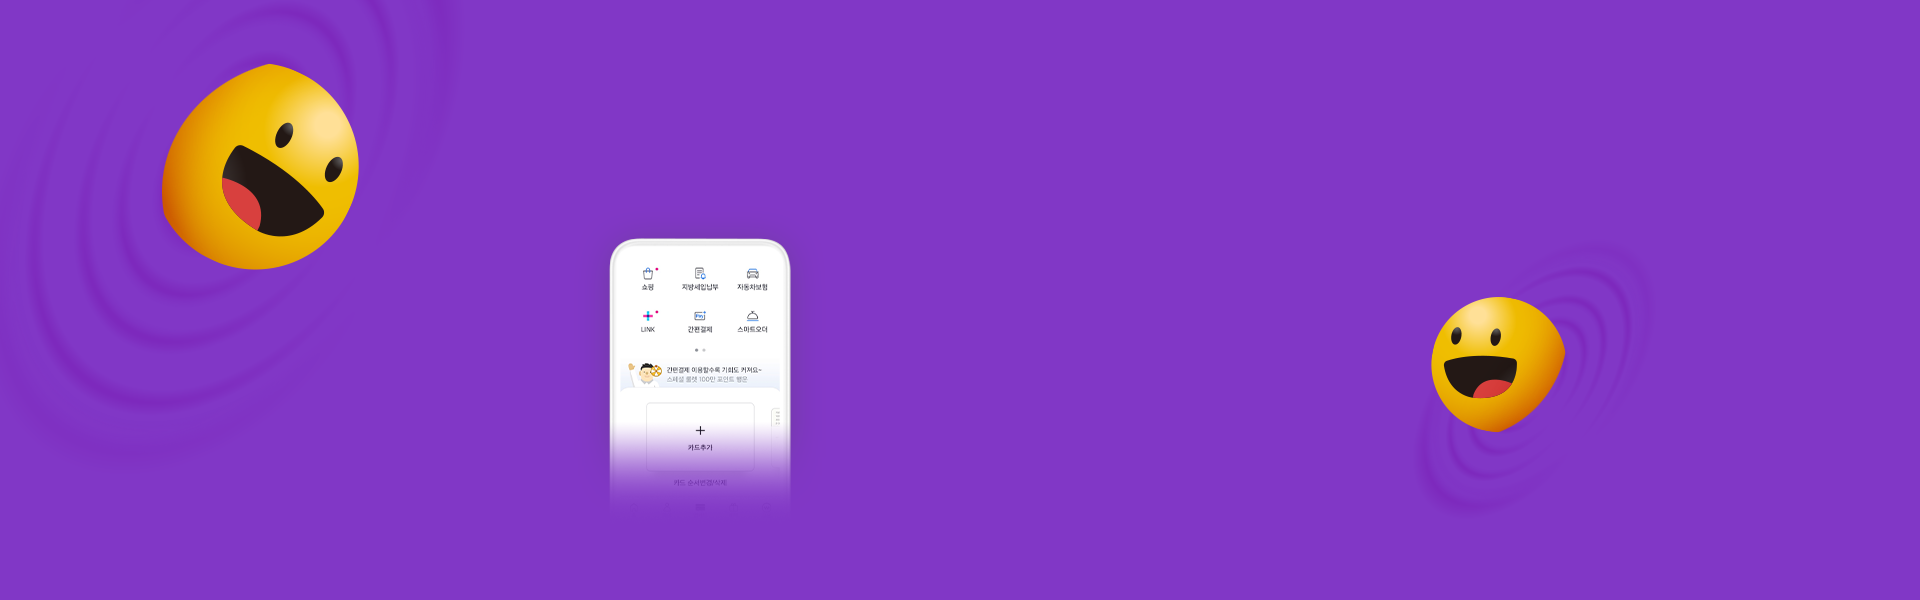 쇼핑
지방세입납부
자동차보험
LINK
Pay
간편결제
스마트오더
간편결제 이용할수록 기회도 커져요~
스페셜 룰렛 100만 포인트 행운
카드추가
카드 순서변경/삭제